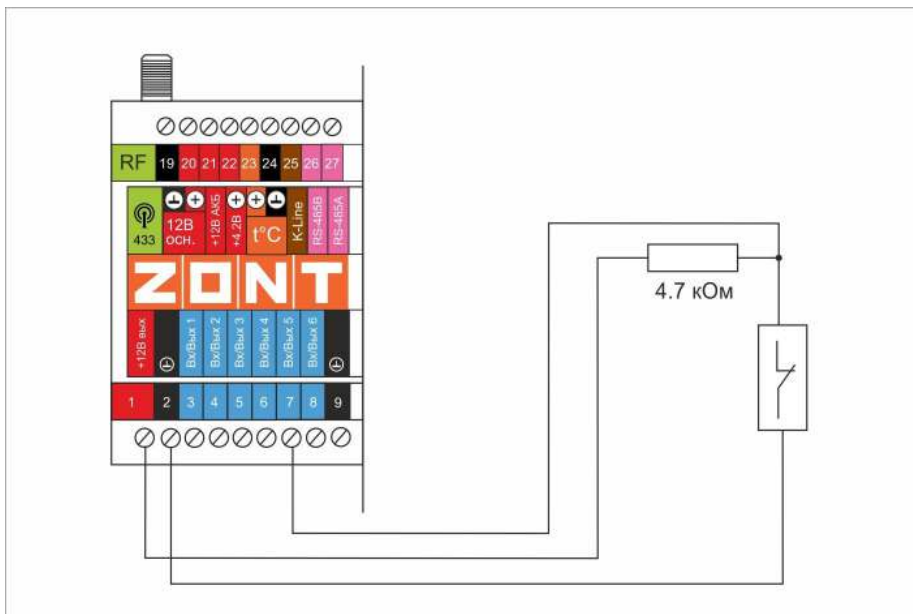 RF 19 20 21 22 23 24 25 26 27
433
12В осн.
+12В АКБ
+4.2В
t°C
K-Line
RS-485В
RS-485А
ZONT
+12В вых
Вх/Вых 1
Вх/Вых 2
Вх/Вых 3
Вх/Вых 4
Вх/Вых 5
Вх/Вых 6
1 2 3 4 5 6 7 8 9
4.7 кОм